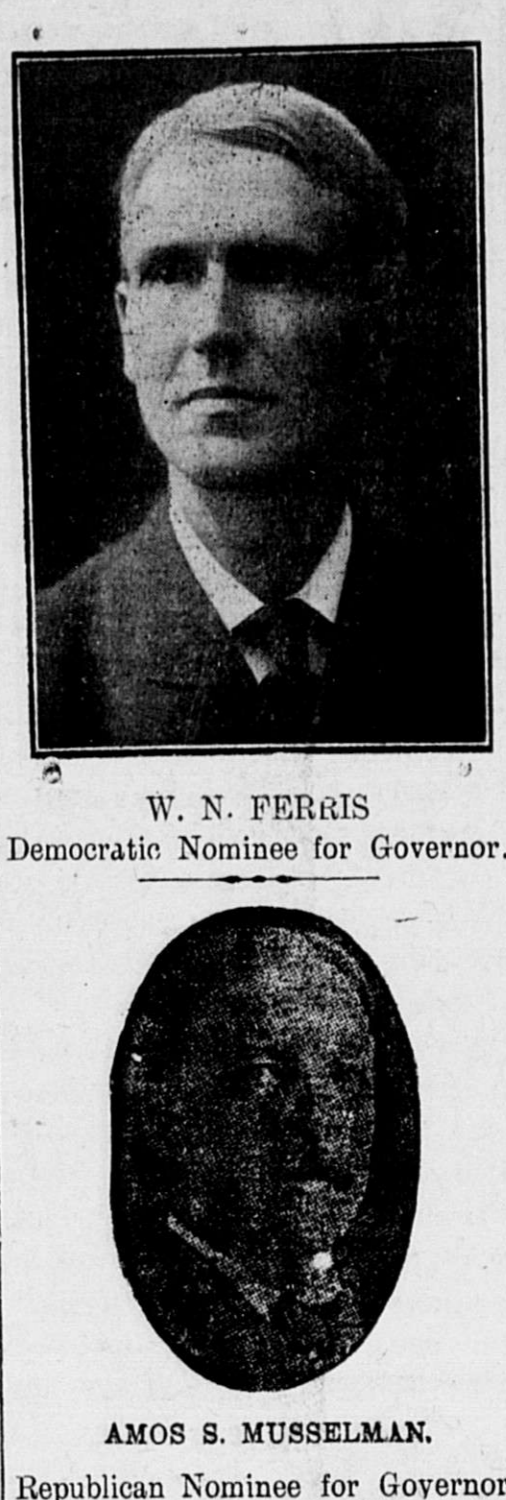 W. N. FERRIS
Democratic Nominee for Governor.
AMOS S. MUSSELMAN.
Republican Nominee for Governor